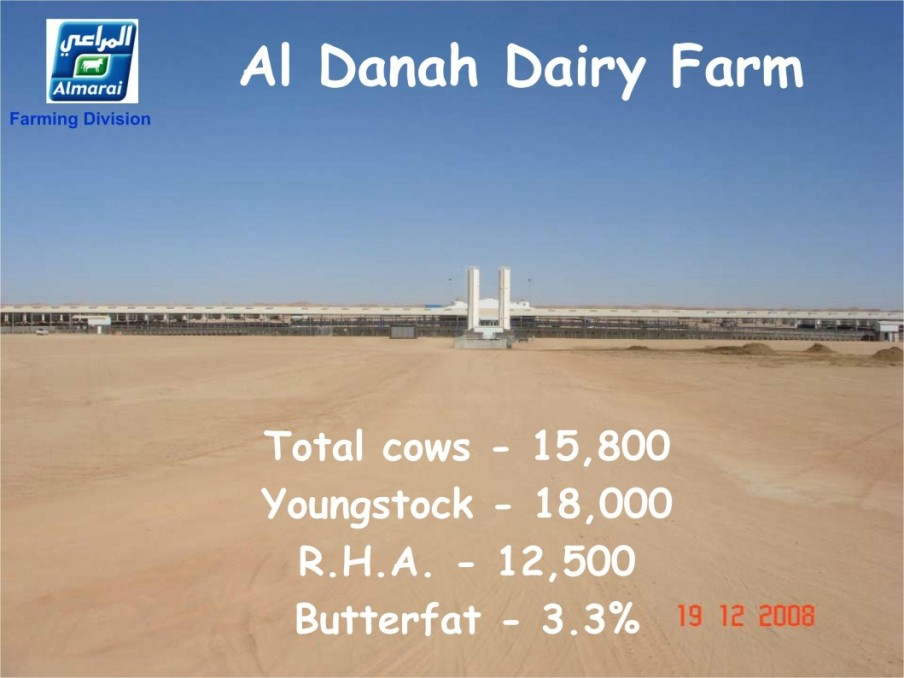 المراعي
Almarai
Farming Division
Al Danah Dairy Farm
Total cows - 15,800
Youngstock - 18,000
R.H.A. - 12,500
Butterfat - 3.3%
19 12 2008